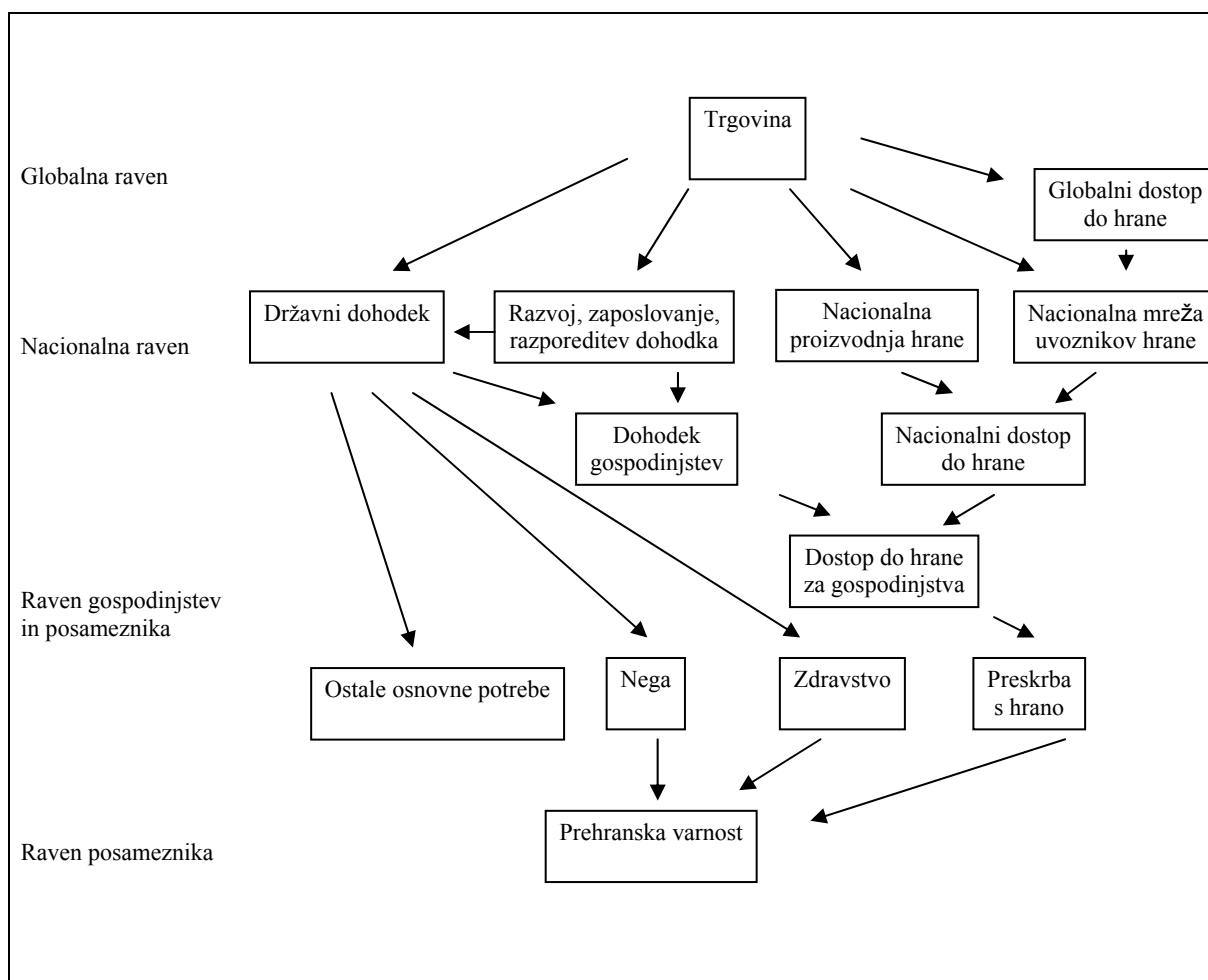 Trgovina
Globalna raven
Globalni dostop
do hrane
Državni dohodek
Razvoj, zaposlovanje,
razporeditev dohodka
Nacionalna
proizvodnja hrane
Nacionalna mreža
uvoznikov hrane
Nacionalna raven
Dohodek
gospodinjstev
Nacionalni dostop
do hrane
Dostop do hrane
za gospodinjstva
Raven gospodinjstev
in posameznika
Ostale osnovne potrebe
Nega
Zdravstvo
Preskrba
s hrano
Prehranska varnost
Raven posameznika